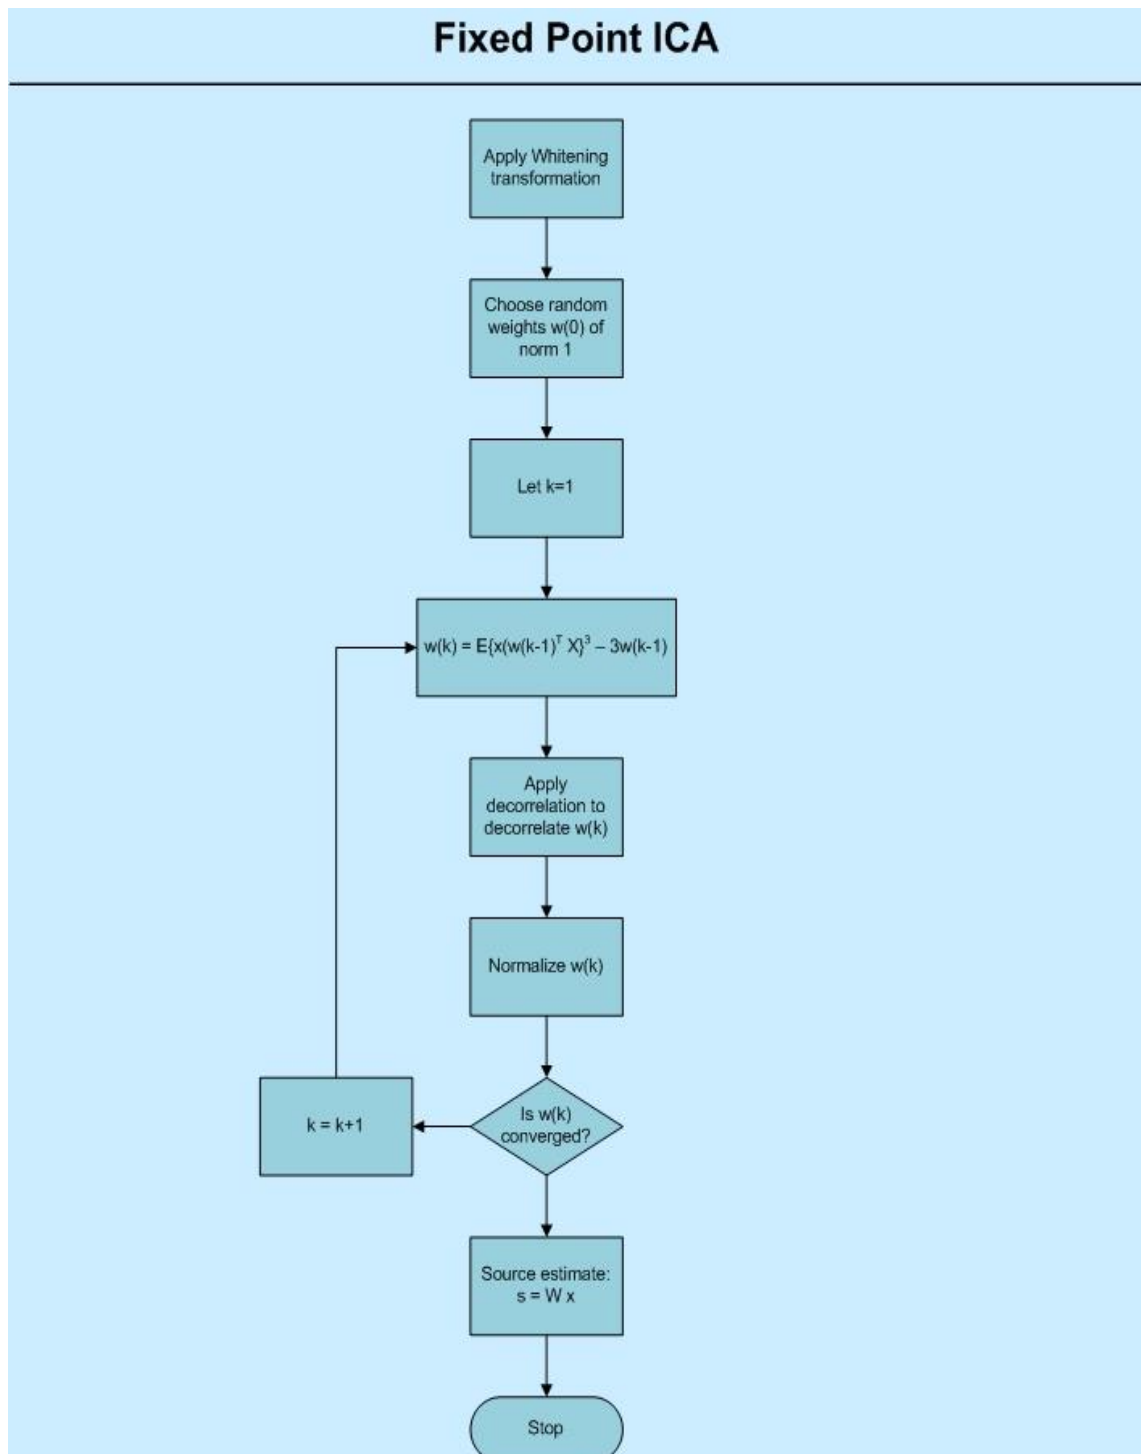 Fixed Point ICA
Apply Whitening
transformation
Choose random
weights w(0) of
norm 1
Let k=1
w(k) = E{x(w(k-1)ᵀ X}³ – 3w(k-1)
Apply
decorrelation to
decorrelate w(k)
Normalize w(k)
Is w(k)
converged?
k = k+1
Source estimate:
s = W x
Stop